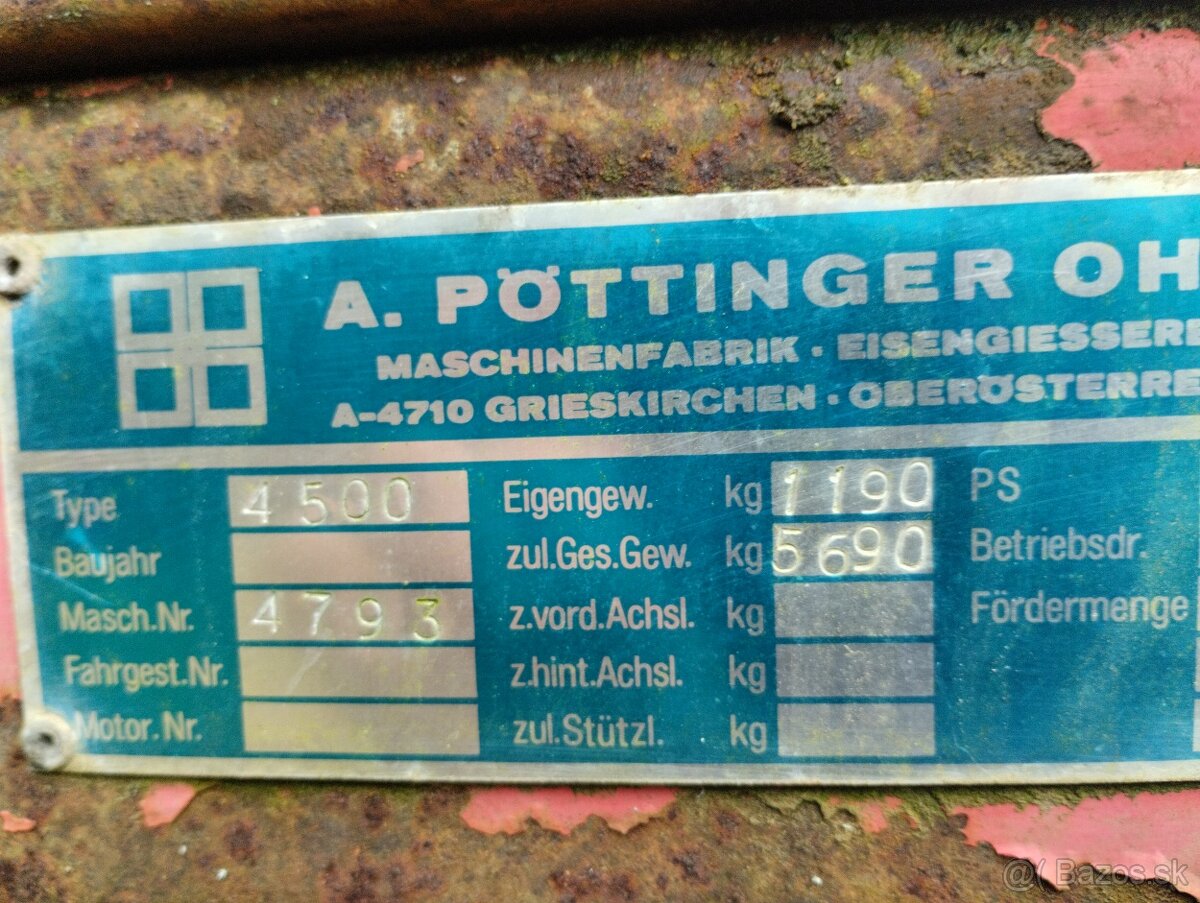 A. PÖTTINGER OH
MASCHINENFABRIK · EISENGIESSERE
A-4710 GRIESKIRCHEN · OBERÖSTERRE
Type 4500 Eigengew. kg 1190 PS
Baujahr zul.Ges.Gew. kg 5690 Betriebsdr.
Masch.Nr. 4793 z.vord.Achsl. kg Fördermenge
Fahrgest.Nr. z.hint.Achsl. kg
Motor.Nr. zul.Stützl. kg
@( Bazos.sk